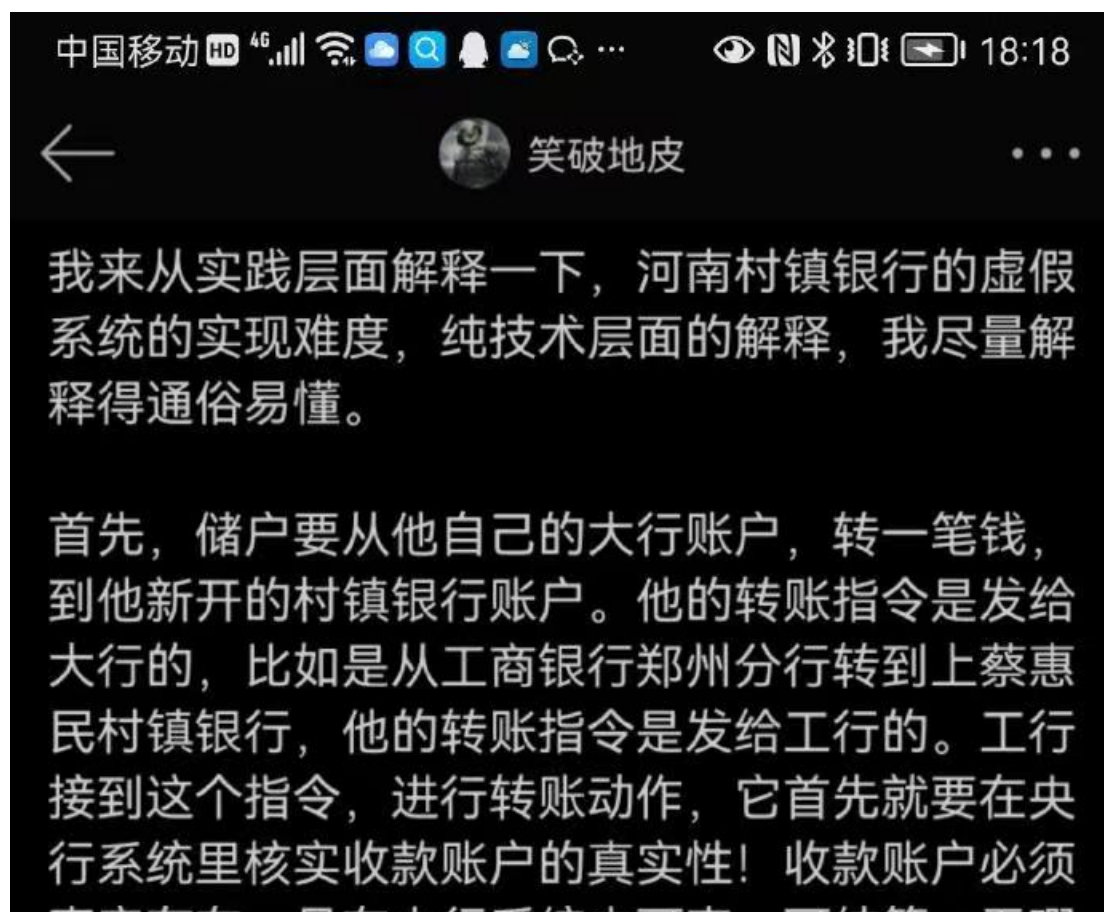 中国移动 HD 4G 18:18
笑破地皮
我来从实践层面解释一下，河南村镇银行的虚假
系统的实现难度，纯技术层面的解释，我尽量解
释得通俗易懂。
首先，储户要从他自己的大行账户，转一笔钱，
到他新开的村镇银行账户。他的转账指令是发给
大行的，比如是从工商银行郑州分行转到上蔡惠
民村镇银行，他的转账指令是发给工行的。工行
接到这个指令，进行转账动作，它首先就要在央
行系统里核实收款账户的真实性！收款账户必须